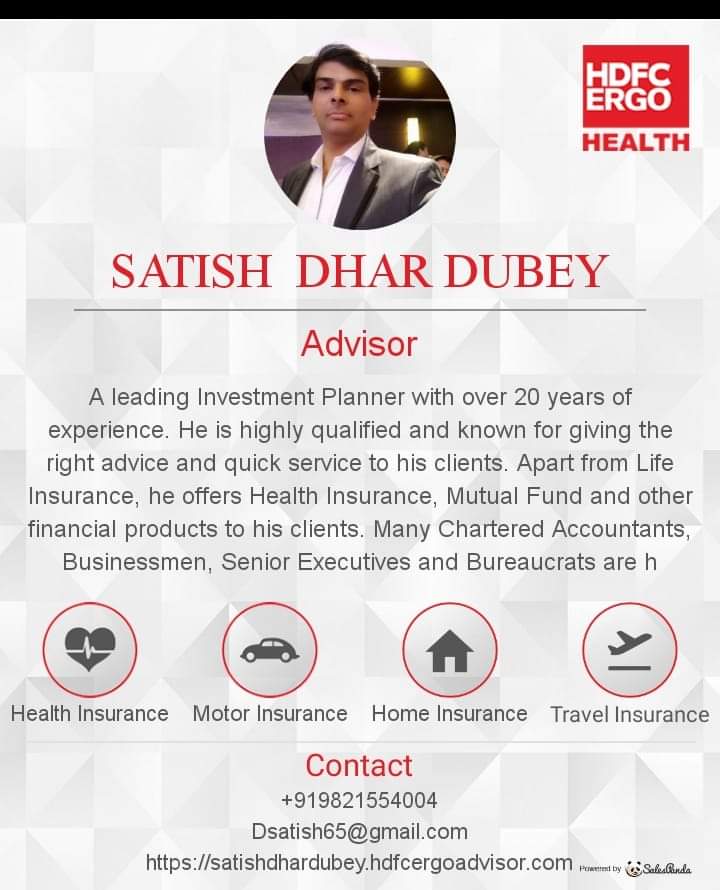 HDFC
ERGO
HEALTH
SATISH DHAR DUBEY
Advisor
A leading Investment Planner with over 20 years of
experience. He is highly qualified and known for giving the
right advice and quick service to his clients. Apart from Life
Insurance, he offers Health Insurance, Mutual Fund and other
financial products to his clients. Many Chartered Accountants,
Businessmen, Senior Executives and Bureaucrats are h
Health Insurance Motor Insurance Home Insurance Travel Insurance
Contact
+919821554004
Dsatish65@gmail.com
https://satishdhardubey.hdfcergoadvisor.com Powered by SalesPanda